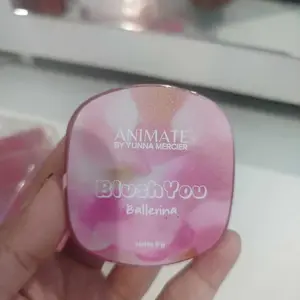 ANIMATE
BY YUNNA MERCIER
BlushYou
Ballerina